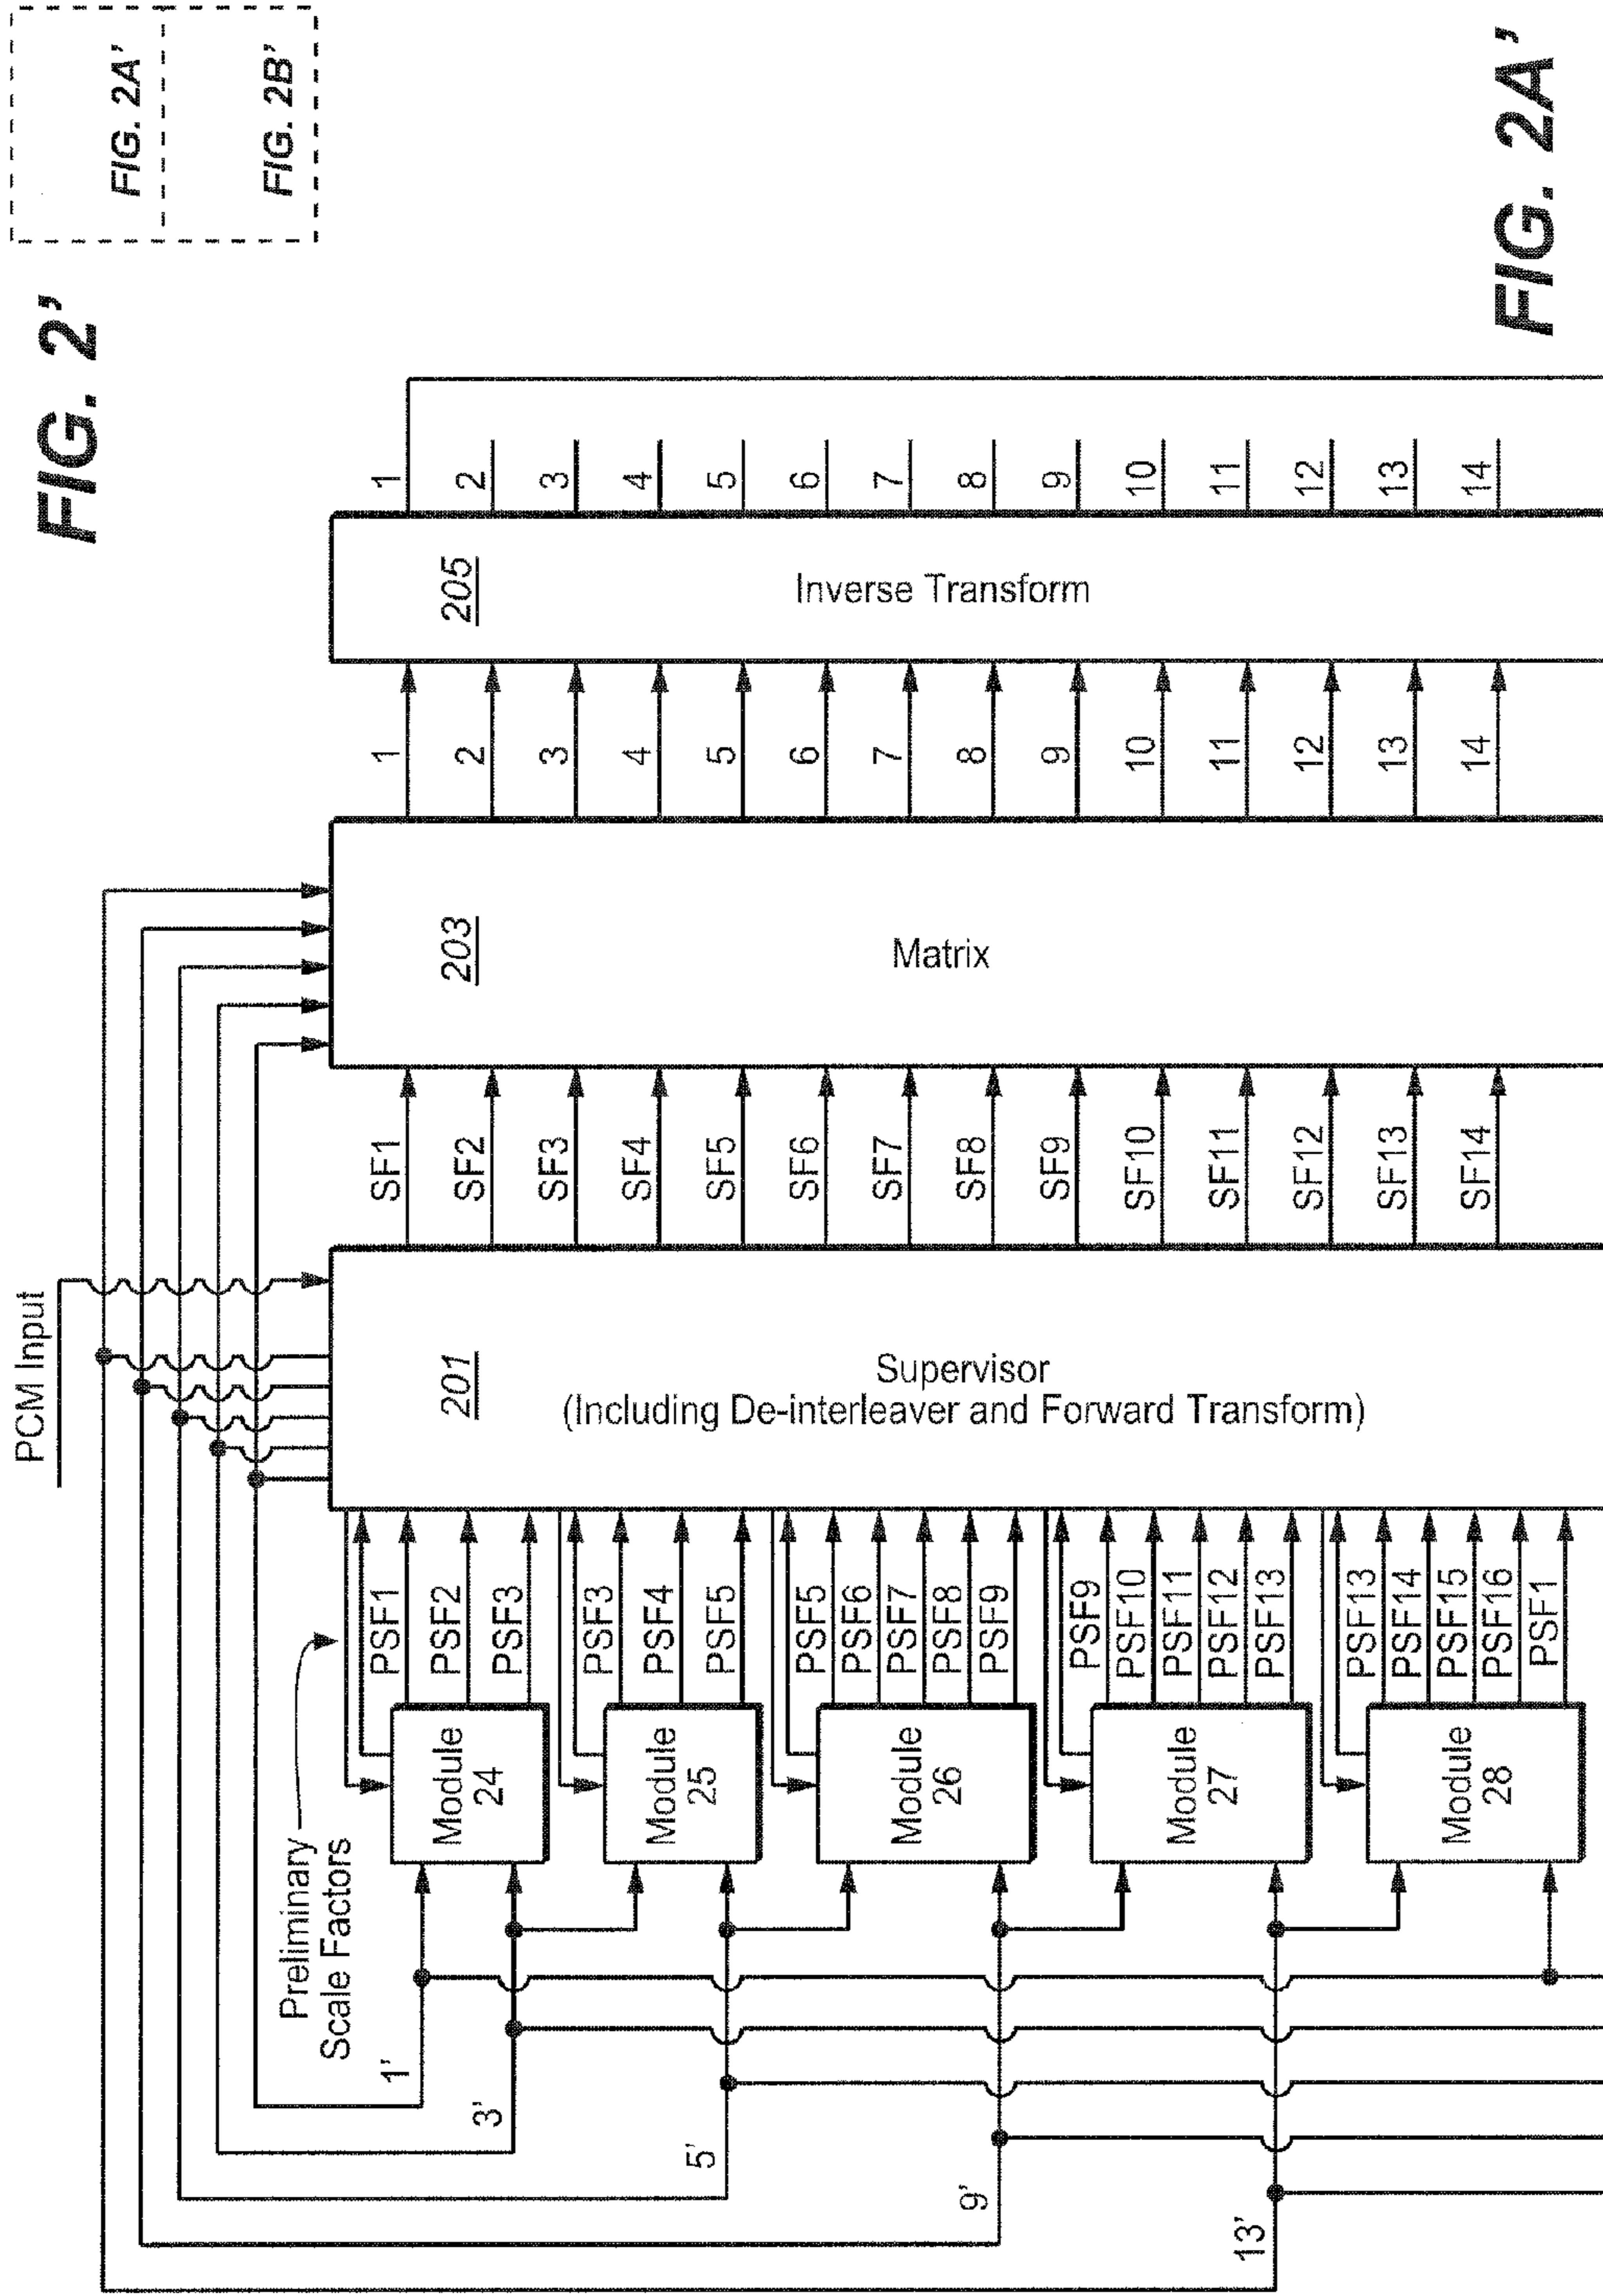 FIG. 2'
FIG. 2A'
FIG. 2B'
PCM Input
Preliminary
Scale Factors
1'
3'
5'
9'
13'
Module
24
Module
25
Module
26
Module
27
Module
28
PSF1
PSF2
PSF3
PSF3
PSF4
PSF5
PSF5
PSF6
PSF7
PSF8
PSF9
PSF9
PSF10
PSF11
PSF12
PSF13
PSF13
PSF14
PSF15
PSF16
PSF1
201
Supervisor
(Including De-interleaver and Forward Transform)
SF1
SF2
SF3
SF4
SF5
SF6
SF7
SF8
SF9
SF10
SF11
SF12
SF13
SF14
203
Matrix
1
2
3
4
5
6
7
8
9
10
11
12
13
14
205
Inverse Transform
1
2
3
4
5
6
7
8
9
10
11
12
13
14
FIG. 2A'